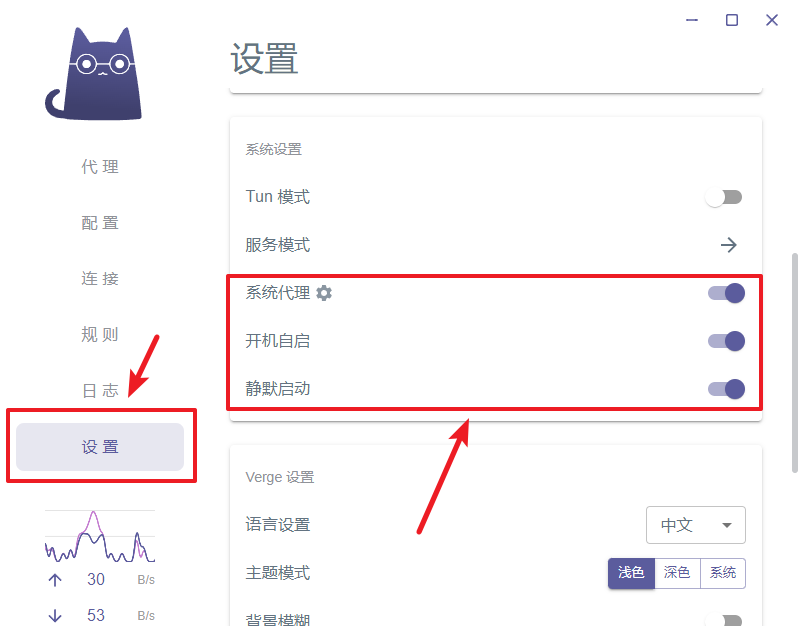 设置
代理
配置
连接
规则
日志
设置
30 B/s
53 B/s
系统设置
Tun 模式
服务模式
系统代理
开机自启
静默启动
Verge 设置
语言设置 中文
主题模式 浅色 深色 系统
背景模糊